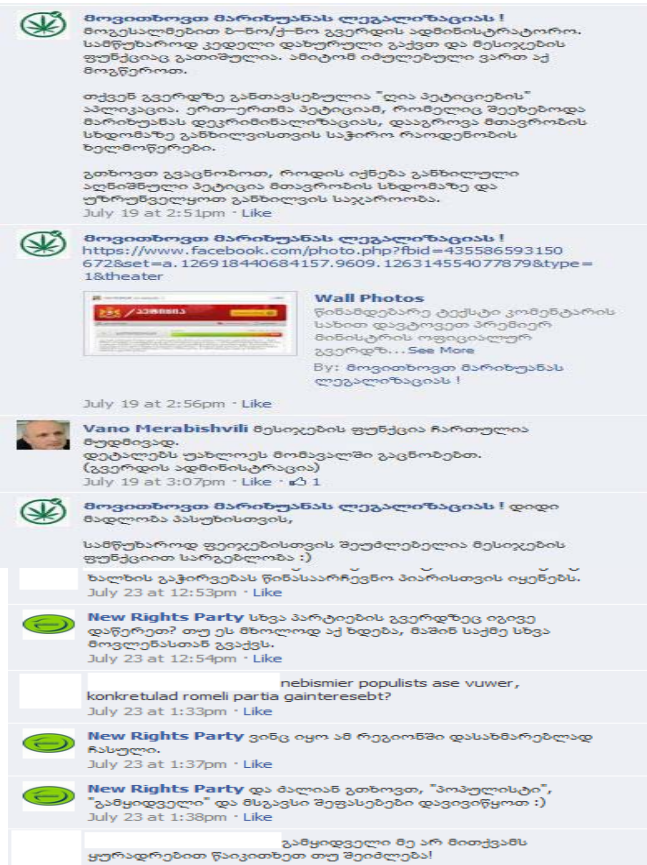 მოვითხოვთ მარიხუანას ლეგალიზაციას !
მოგესალმებით ბ–ნო/ქ–ნო გვერდის ადმინისტრატორო.
სამწუხაროდ კედელი დახურული გაქვთ და მესიჯების
ფუნქციაც გათიშულია. ამიტომ იძულებული ვართ აქ
მოგწეროთ.
თქვენ გვერდზე განთავსებულია "ღია პეტიციების"
აპლიკაცია. ერთ–ერთმა პეტიციამ, რომელიც შეეხებოდა
მარიხუანას დეკრიმინალიზაციას, დააგროვა მთავრობის
სხდომაზე განხილვისთვის საჭირო რაოდენობის
ხელმოწერები.
გთხოვთ გვაცნობოთ, როდის იქნება განხილული
აღნიშნული პეტიცია მთავრობის სხდომაზე და
უზრუნველყოთ განხილვის საჯაროობა.
July 19 at 2:51pm · Like
მოვითხოვთ მარიხუანას ლეგალიზაციას !
https://www.facebook.com/photo.php?fbid=435586593150
672&set=a.126918440684157.9609.126314554077879&type=
1&theater
პეტიცია
Wall Photos
წინამდებარე ტექსტი კომენტარის
სახით დავტოვეთ პრემიერ
მინისტრის ოფიციალურ
გვერდზ...See More
By: მოვითხოვთ მარიხუანას
ლეგალიზაციას !
July 19 at 2:56pm · Like
Vano Merabishvili მესიჯების ფუნქცია ჩართულია
მუდმივად.
დეტალებს უახლოეს მომავალში გაცნობებთ.
(გვერდის ადმინისტრაცია)
July 19 at 3:07pm · Like · 1
მოვითხოვთ მარიხუანას ლეგალიზაციას ! დიდი
მადლობა პასუხისთვის,
სამწუხაროდ ფეიჯებისთვის შეუძლებელია მესიჯების
ფუნქციით სარგებლობა :)
ხალხის გაჭირვებას წინასაარჩევნო პიარისთვის იყენებს.
July 23 at 12:53pm · Like
New Rights Party სხვა პარტიების გვერდზეც იგივე
დაწერეთ? თუ ეს მხოლოდ აქ ხდება, მაშინ საქმე სხვა
მოვლენასთან გვაქვს.
July 23 at 12:54pm · Like
nebismier populists ase vuwer,
konkretulad romeli partia gainteresebt?
July 23 at 1:33pm · Like
New Rights Party ვინც იყო ამ რეგიონში დასახმარებლად
ჩასული.
July 23 at 1:37pm · Like
New Rights Party და ძალიან გთხოვთ, "პოპულისტი",
"გამყიდველი" და მსგავსი შეფასებები დავივიწყოთ :)
July 23 at 1:38pm · Like
გამყიდველი მე არ მითქვამს
ყურადრებით წაიკითხეთ თუ შეიძლება!